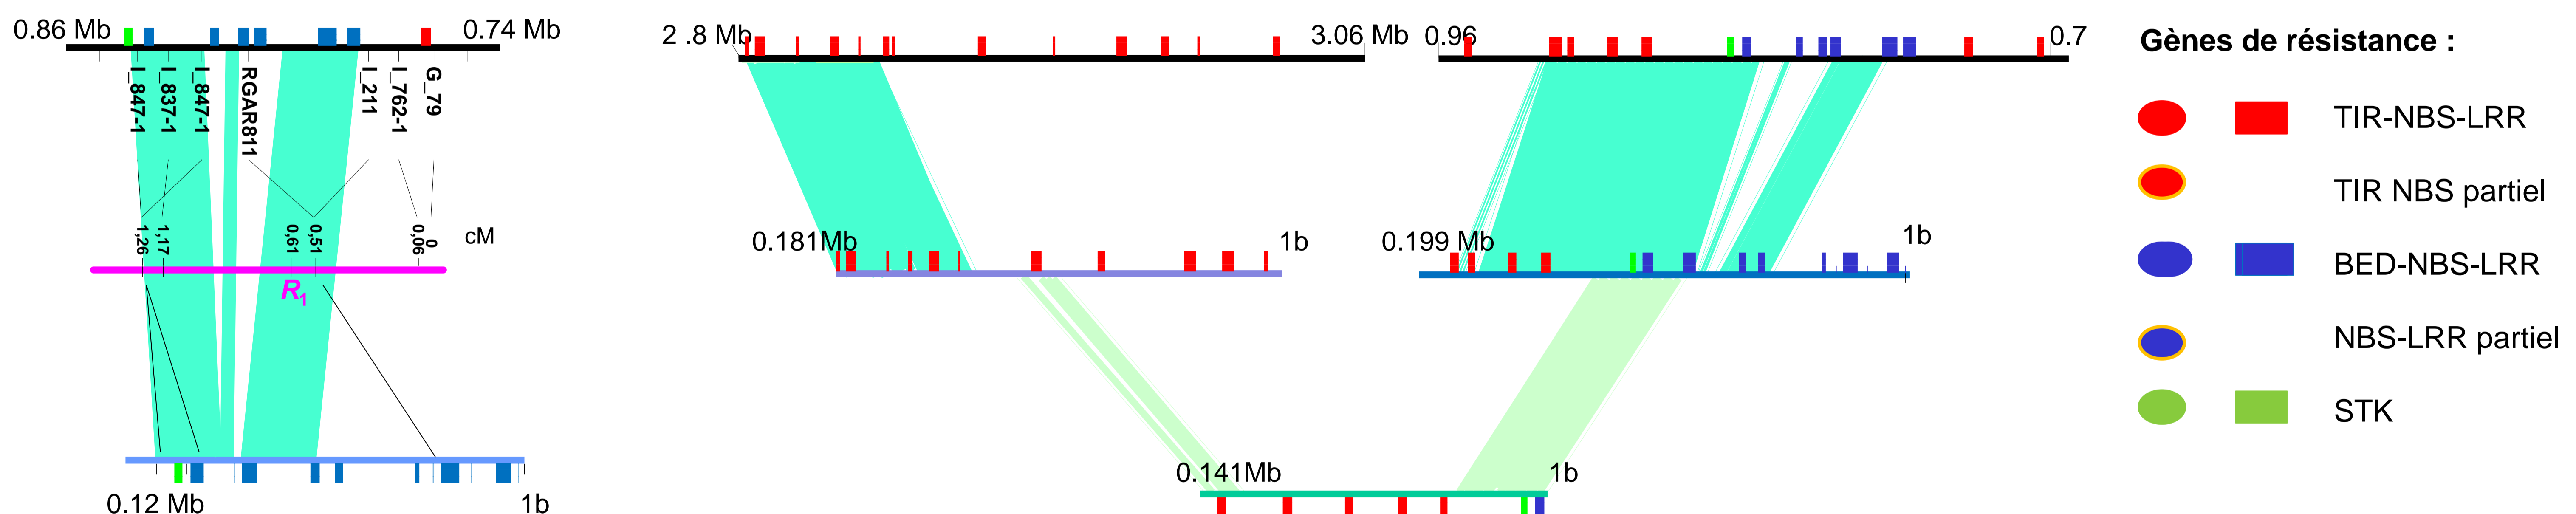 0.86 Mb
0.74 Mb
I_847-1
I_837-1
I_847-1
RGAR811
I_211
I_762-1
G_79
1,26
1,17
0,61
0,51
0,06
0
cM
R1
0.12 Mb
1b
2 .8 Mb
3.06 Mb
0.96
0.7
0.181Mb
1b
0.199 Mb
1b
0.141Mb
1b
Gènes de résistance :
TIR-NBS-LRR
TIR NBS partiel
BED-NBS-LRR
NBS-LRR partiel
STK